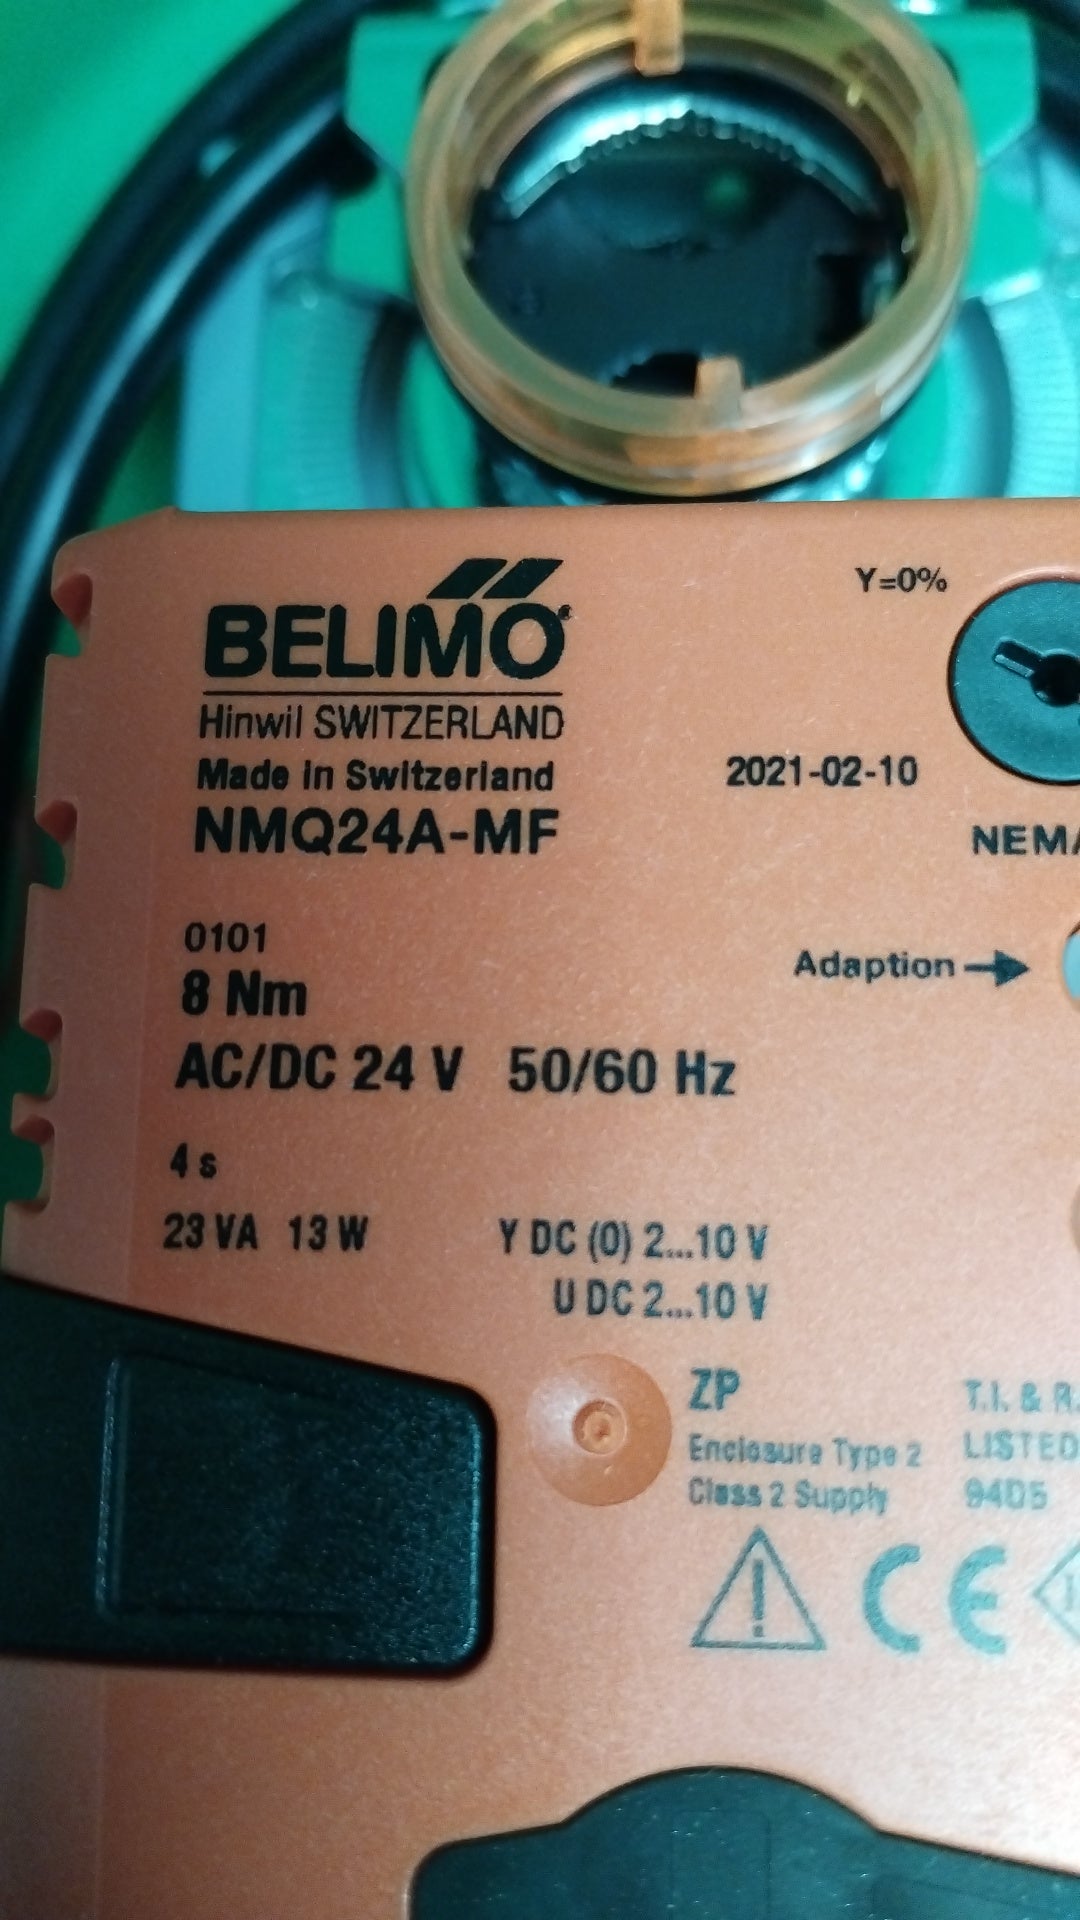 Y=0%
BELIMO®
Hinwil SWITZERLAND
Made in Switzerland
2021-02-10
NMQ24A-MF
NEMA
0101
Adaption
8 Nm
AC/DC 24 V 50/60 Hz
4 s
23 VA 13 W
Y DC (0) 2...10 V
U DC 2...10 V
ZP
T.I. & R.
Enclosure Type 2
LISTED
Class 2 Supply
94D5
CE